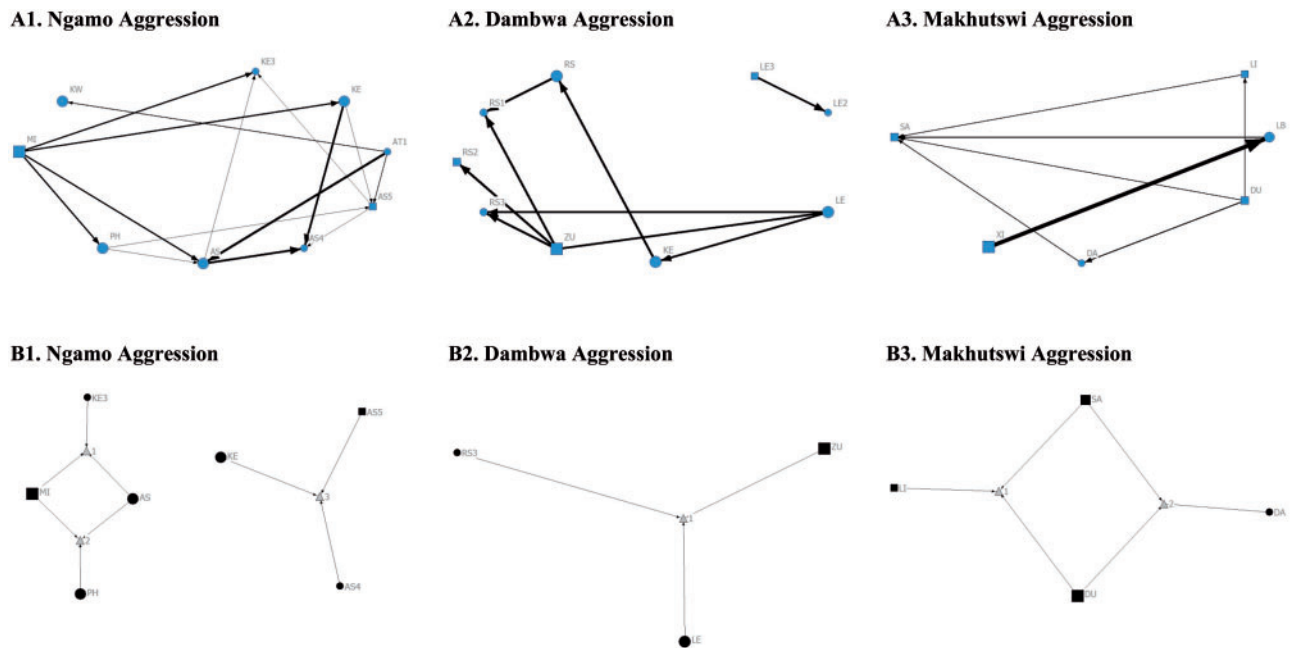 A1. Ngamo Aggression
A2. Dambwa Aggression
A3. Makhutswi Aggression
KE3
KW
KE
MI
AT1
AS5
PH
AS
AS4
RS
LE3
RS1
LE2
RS2
RS3
LE
ZU
KE
LI
SA
LB
DU
XI
DA
B1. Ngamo Aggression
B2. Dambwa Aggression
B3. Makhutswi Aggression
KE3
AS5
1
KE
MI
AS
3
2
PH
AS4
RS3
ZU
1
LE
SA
LI
1
2
DA
DU